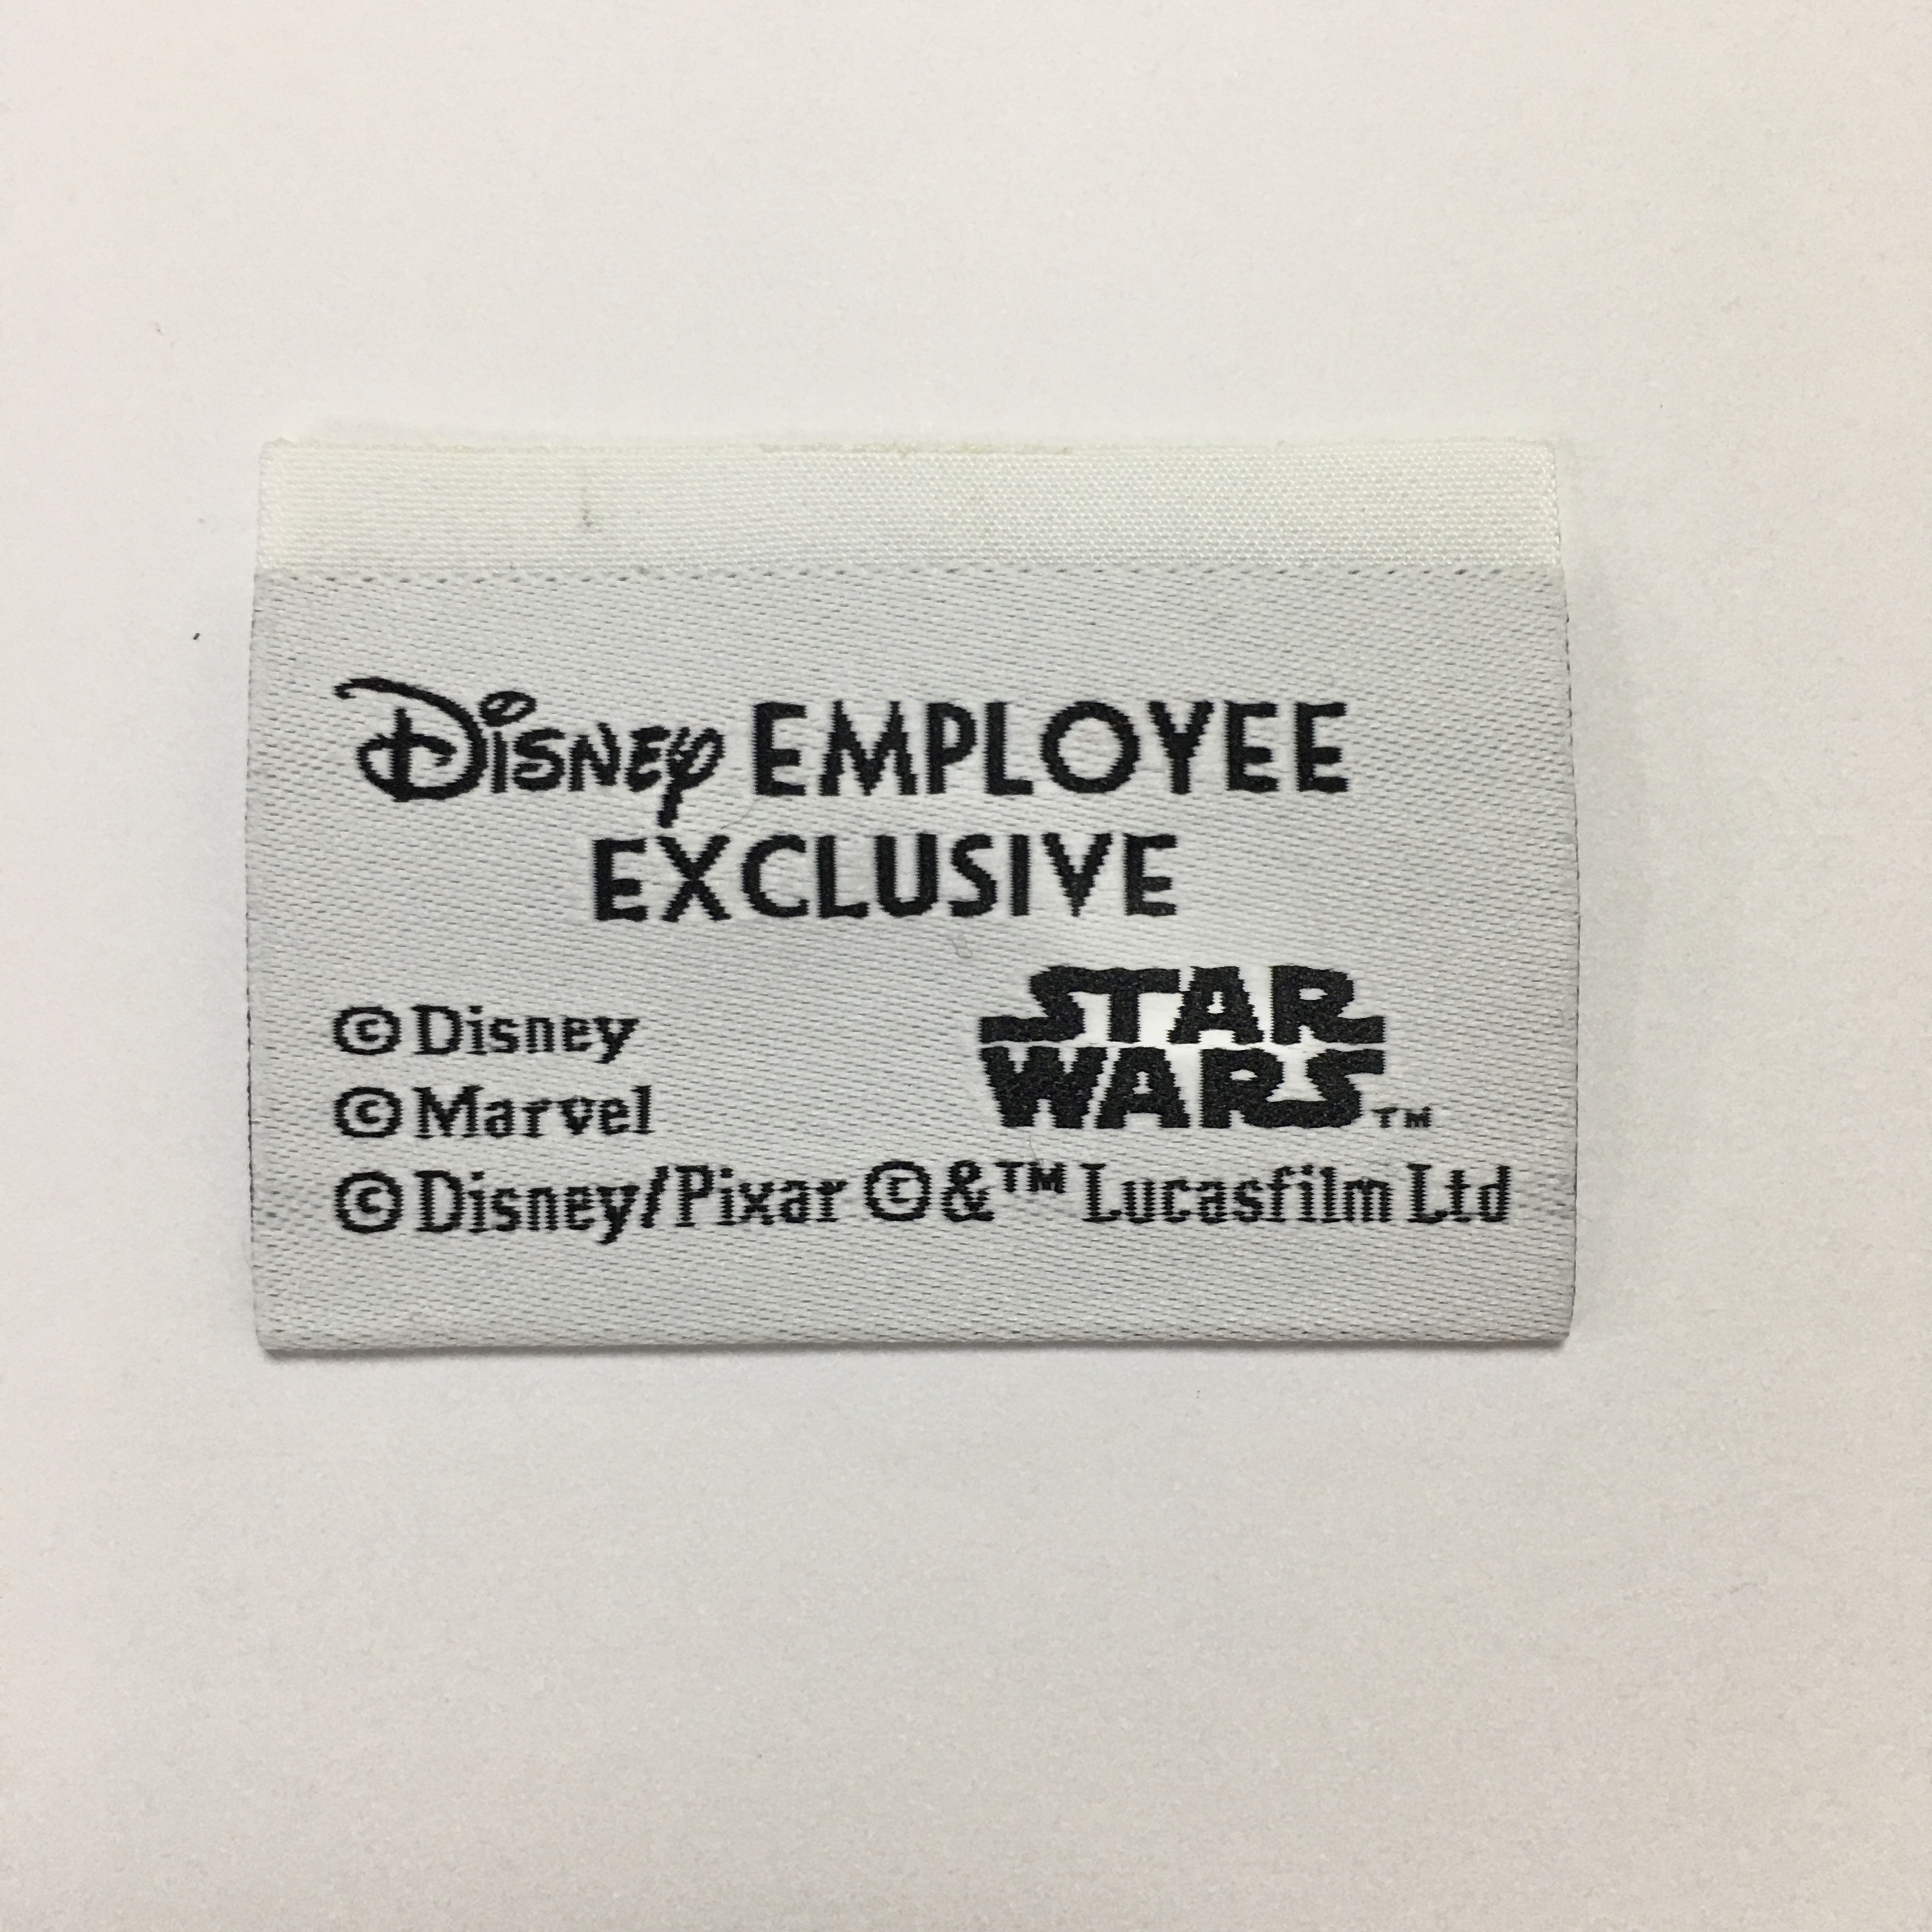 Disney EMPLOYEE
EXCLUSIVE
STAR
WARS™
©Disney
©Marvel
©Disney/Pixar ©&™ Lucasfilm Ltd